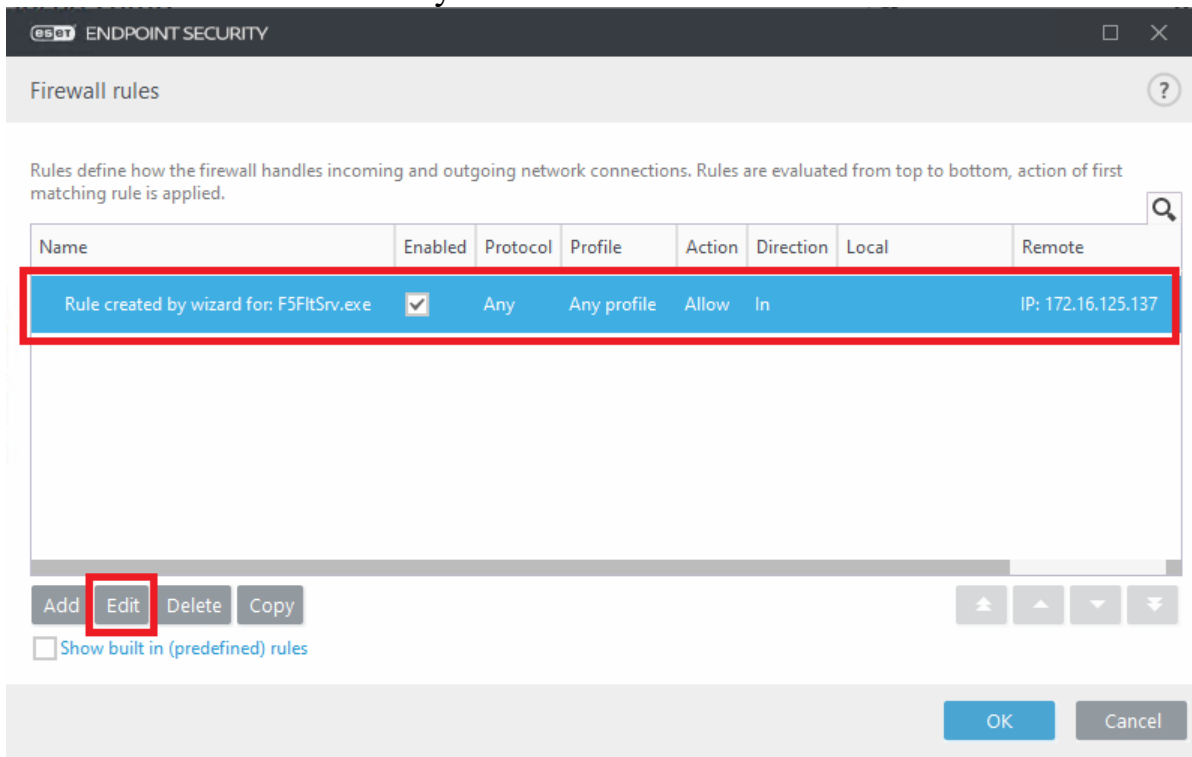 eset ENDPOINT SECURITY
Firewall rules
?
Rules define how the firewall handles incoming and outgoing network connections. Rules are evaluated from top to bottom, action of first
matching rule is applied.
Name Enabled Protocol Profile Action Direction Local Remote
Rule created by wizard for: F5FltSrv.exe Any Any profile Allow In IP: 172.16.125.137
Add Edit Delete Copy
Show built in (predefined) rules
OK Cancel